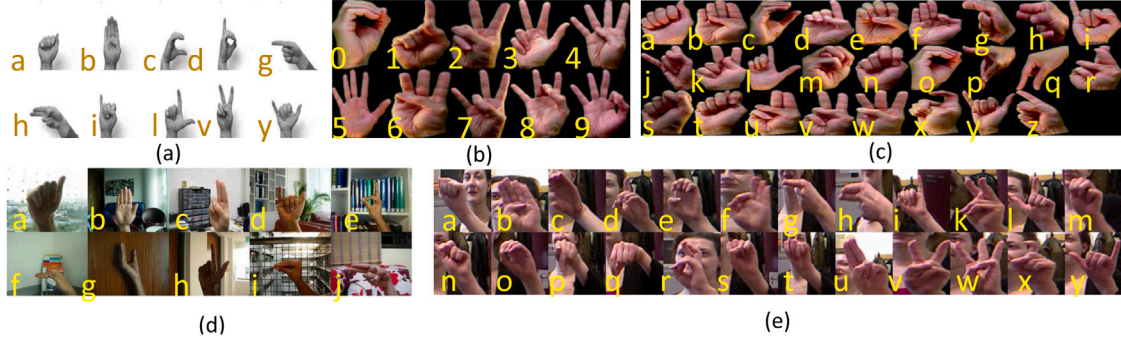 a b c d g
h i l v y
(a)
0 1 2 3 4
5 6 7 8 9
(b)
a b c d e f g h i
j k l m n o p q r
s t u v w x y z
(c)
a b c d e
f g h i j
(d)
a b c d e f g h i k l m
n o p q r s t u v w x y
(e)